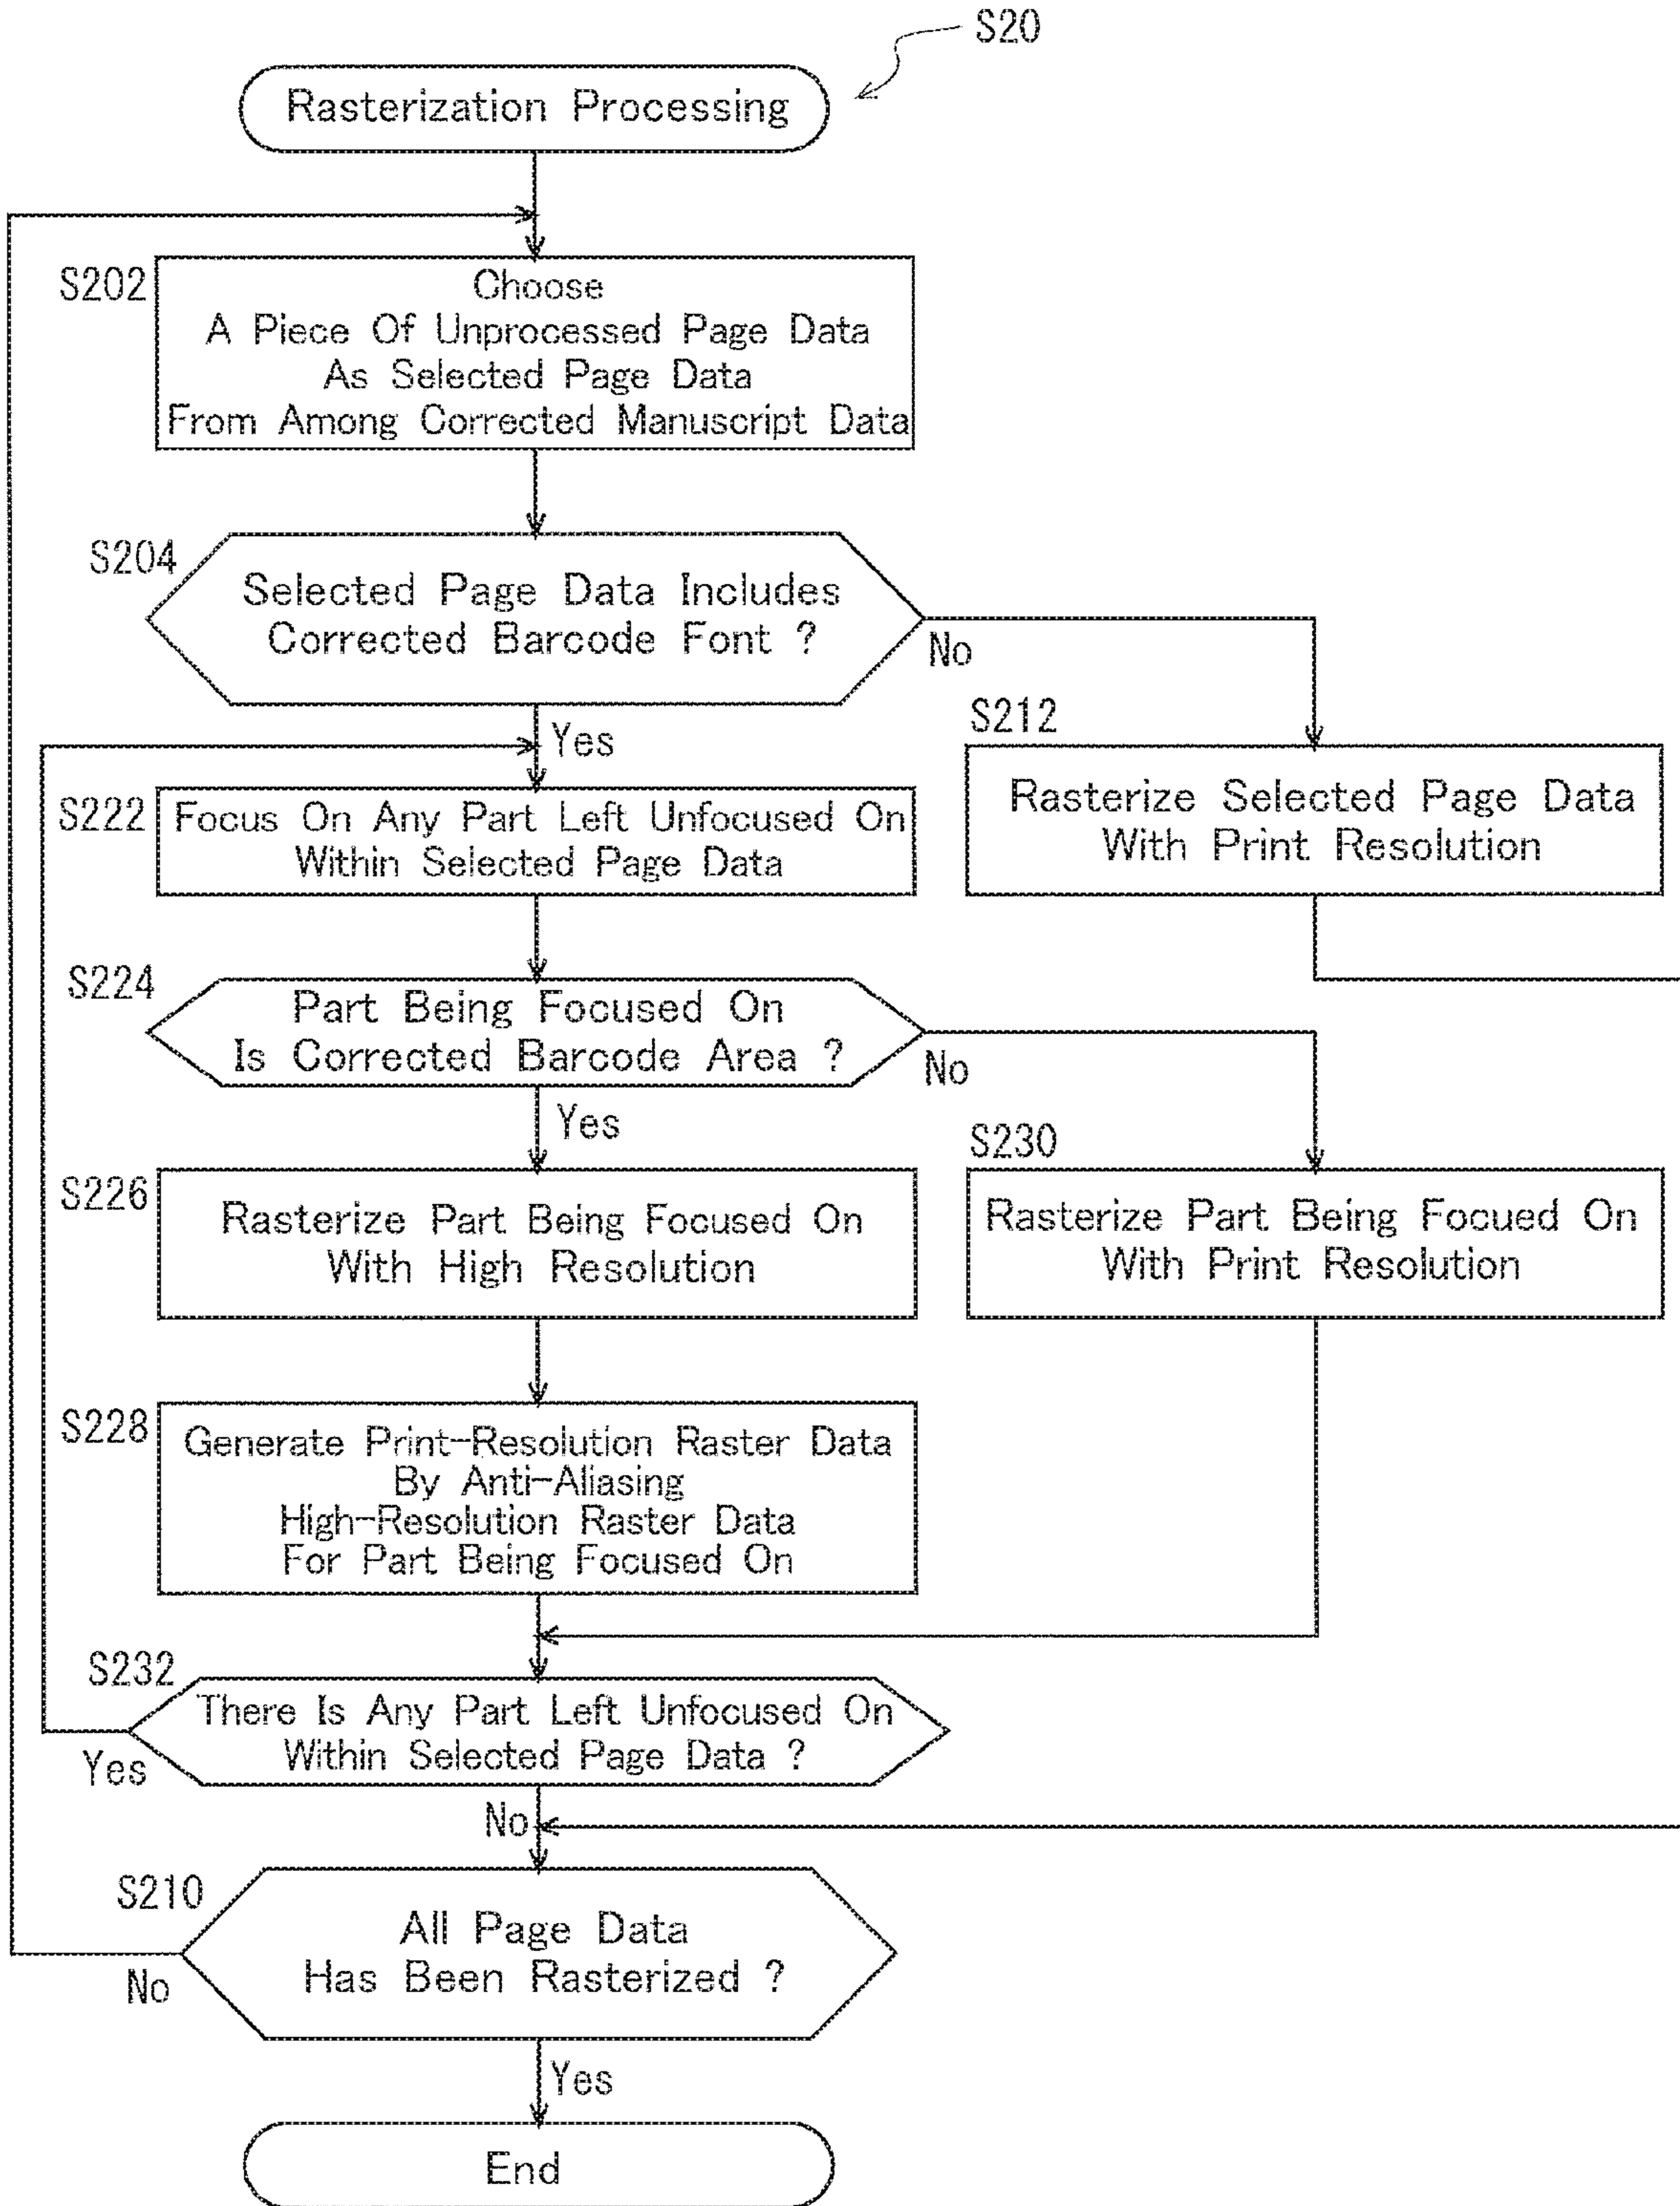 S20
Rasterization Processing
S202
Choose
A Piece Of Unprocessed Page Data
As Selected Page Data
From Among Corrected Manuscript Data
S204
Selected Page Data Includes
Corrected Barcode Font ?
No
Yes
S212
Rasterize Selected Page Data
With Print Resolution
S222
Focus On Any Part Left Unfocused On
Within Selected Page Data
S224
Part Being Focused On
Is Corrected Barcode Area ?
No
Yes
S226
Rasterize Part Being Focused On
With High Resolution
S230
Rasterize Part Being Focued On
With Print Resolution
S228
Generate Print-Resolution Raster Data
By Anti-Aliasing
High-Resolution Raster Data
For Part Being Focused On
S232
There Is Any Part Left Unfocused On
Within Selected Page Data ?
Yes
No
S210
All Page Data
Has Been Rasterized ?
No
Yes
End